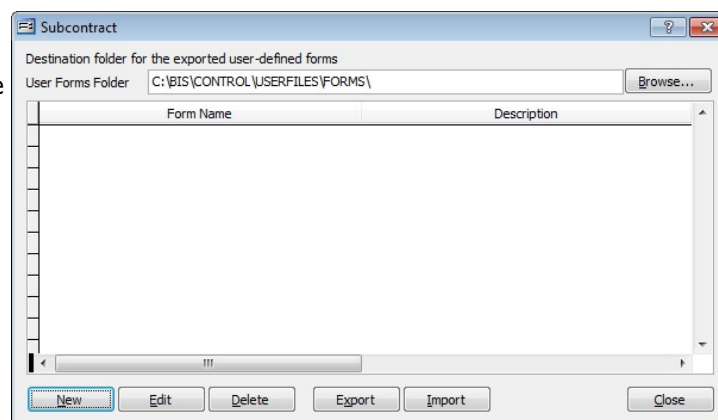 Subcontract
Destination folder for the exported user-defined forms
e
User Forms Folder C:\BIS\CONTROL\USERFILES\FORMS\ Browse...
Form Name Description
New Edit Delete Export Import Close